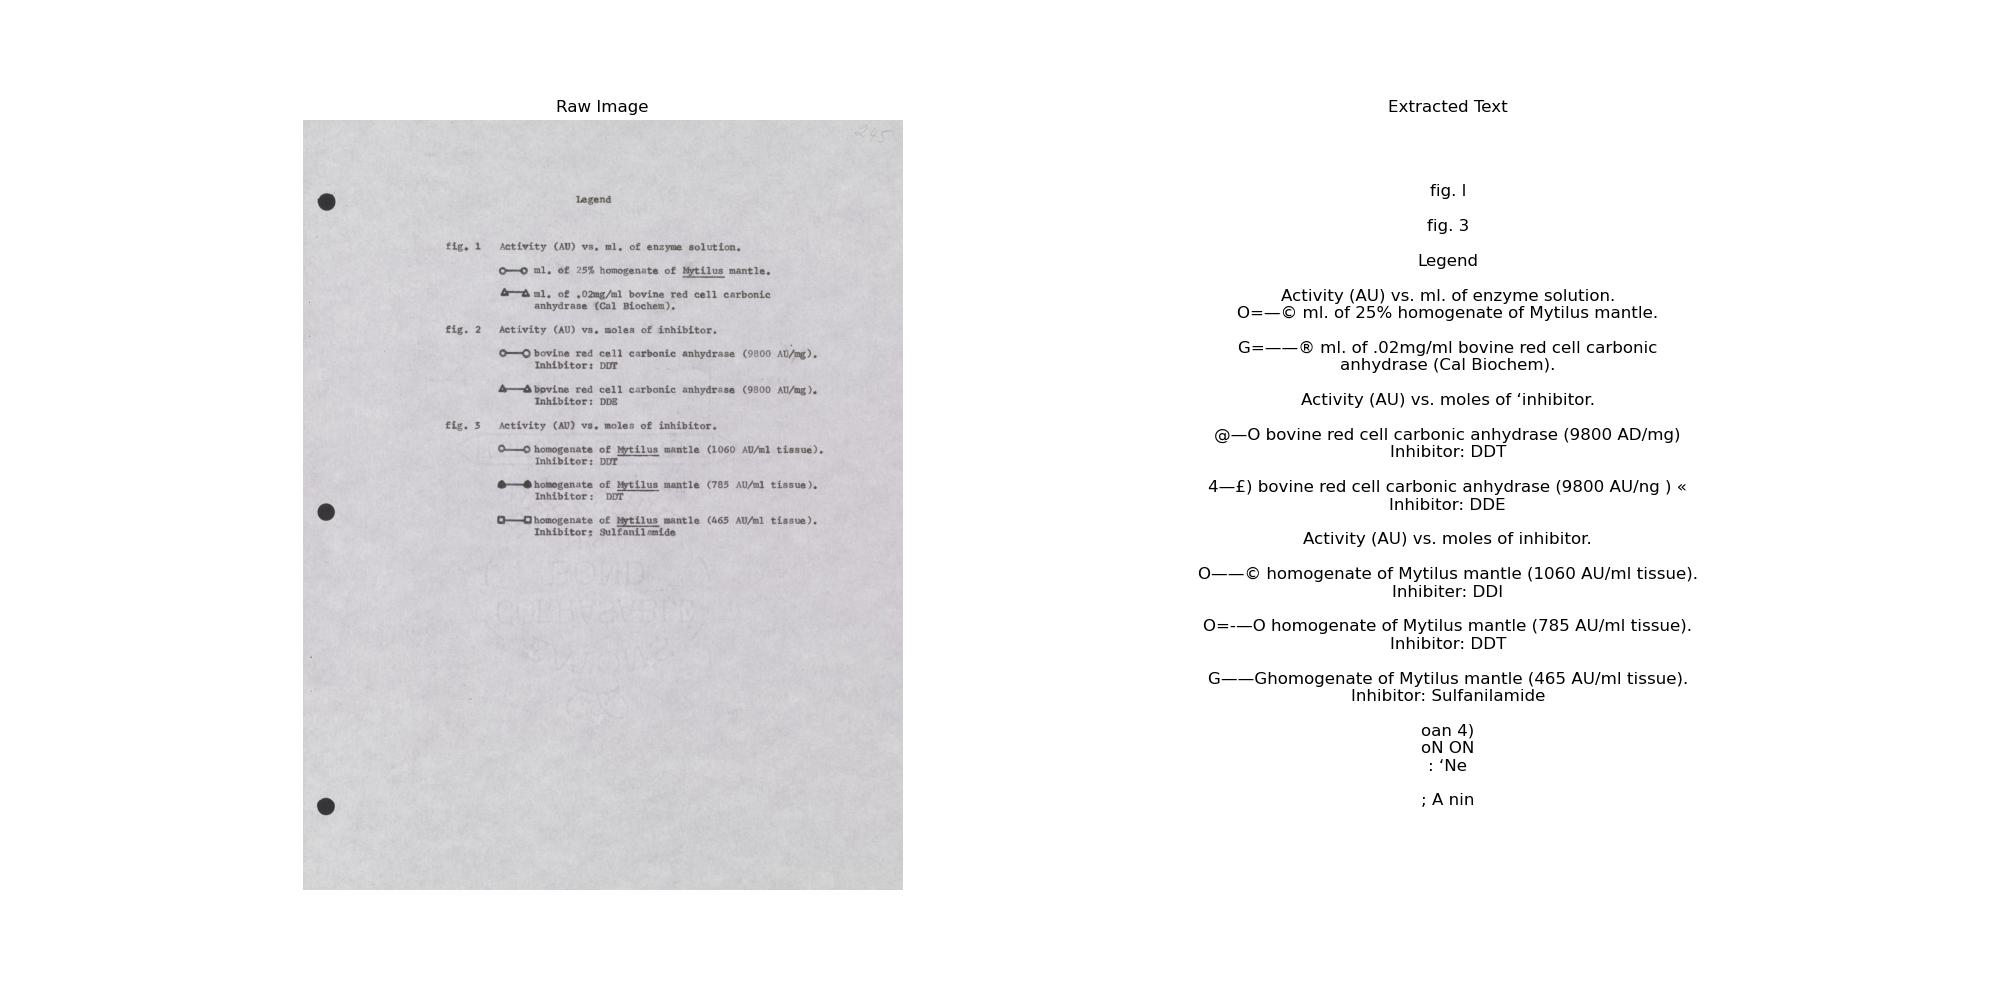 Raw Image
245
Legend
fig. 1 Activity (AU) vs. ml. of enzyme solution.
ml. of 25% homogenate of Mytilus mantle.
ml. of .02mg/ml bovine red cell carbonic
anhydrase (Cal Biochem).
fig. 2 Activity (AU) vs. moles of inhibitor.
bovine red cell carbonic anhydrase (9800 AU/mg).
Inhibitor: DDT
bovine red cell carbonic anhydrase (9800 AU/mg).
Inhibitor: DDE
fig. 3 Activity (AU) vs. moles of inhibitor.
homogenate of Mytilus mantle (1060 AU/ml tissue).
Inhibitor: DDT
homogenate of Mytilus mantle (785 AU/ml tissue).
Inhibitor: DDT
homogenate of Mytilus mantle (465 AU/ml tissue).
Inhibitor: Sulfanilamide
Extracted Text
fig. l
fig. 3
Legend
Activity (AU) vs. ml. of enzyme solution.
O=—© ml. of 25% homogenate of Mytilus mantle.
G=——® ml. of .02mg/ml bovine red cell carbonic
anhydrase (Cal Biochem).
Activity (AU) vs. moles of ‘inhibitor.
@—O bovine red cell carbonic anhydrase (9800 AD/mg)
Inhibitor: DDT
4—£) bovine red cell carbonic anhydrase (9800 AU/ng ) «
Inhibitor: DDE
Activity (AU) vs. moles of inhibitor.
O——© homogenate of Mytilus mantle (1060 AU/ml tissue).
Inhibiter: DDI
O=-—O homogenate of Mytilus mantle (785 AU/ml tissue).
Inhibitor: DDT
G——Ghomogenate of Mytilus mantle (465 AU/ml tissue).
Inhibitor: Sulfanilamide
oan 4)
oN ON
: ‘Ne
; A nin